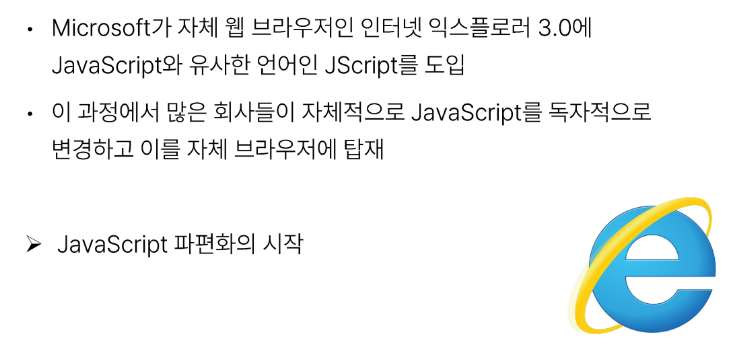 • Microsoft가 자체 웹 브라우저인 인터넷 익스플로러 3.0에
JavaScript와 유사한 언어인 JScript를 도입
• 이 과정에서 많은 회사들이 자체적으로 JavaScript를 독자적으로
변경하고 이를 자체 브라우저에 탑재
➢ JavaScript 파편화의 시작